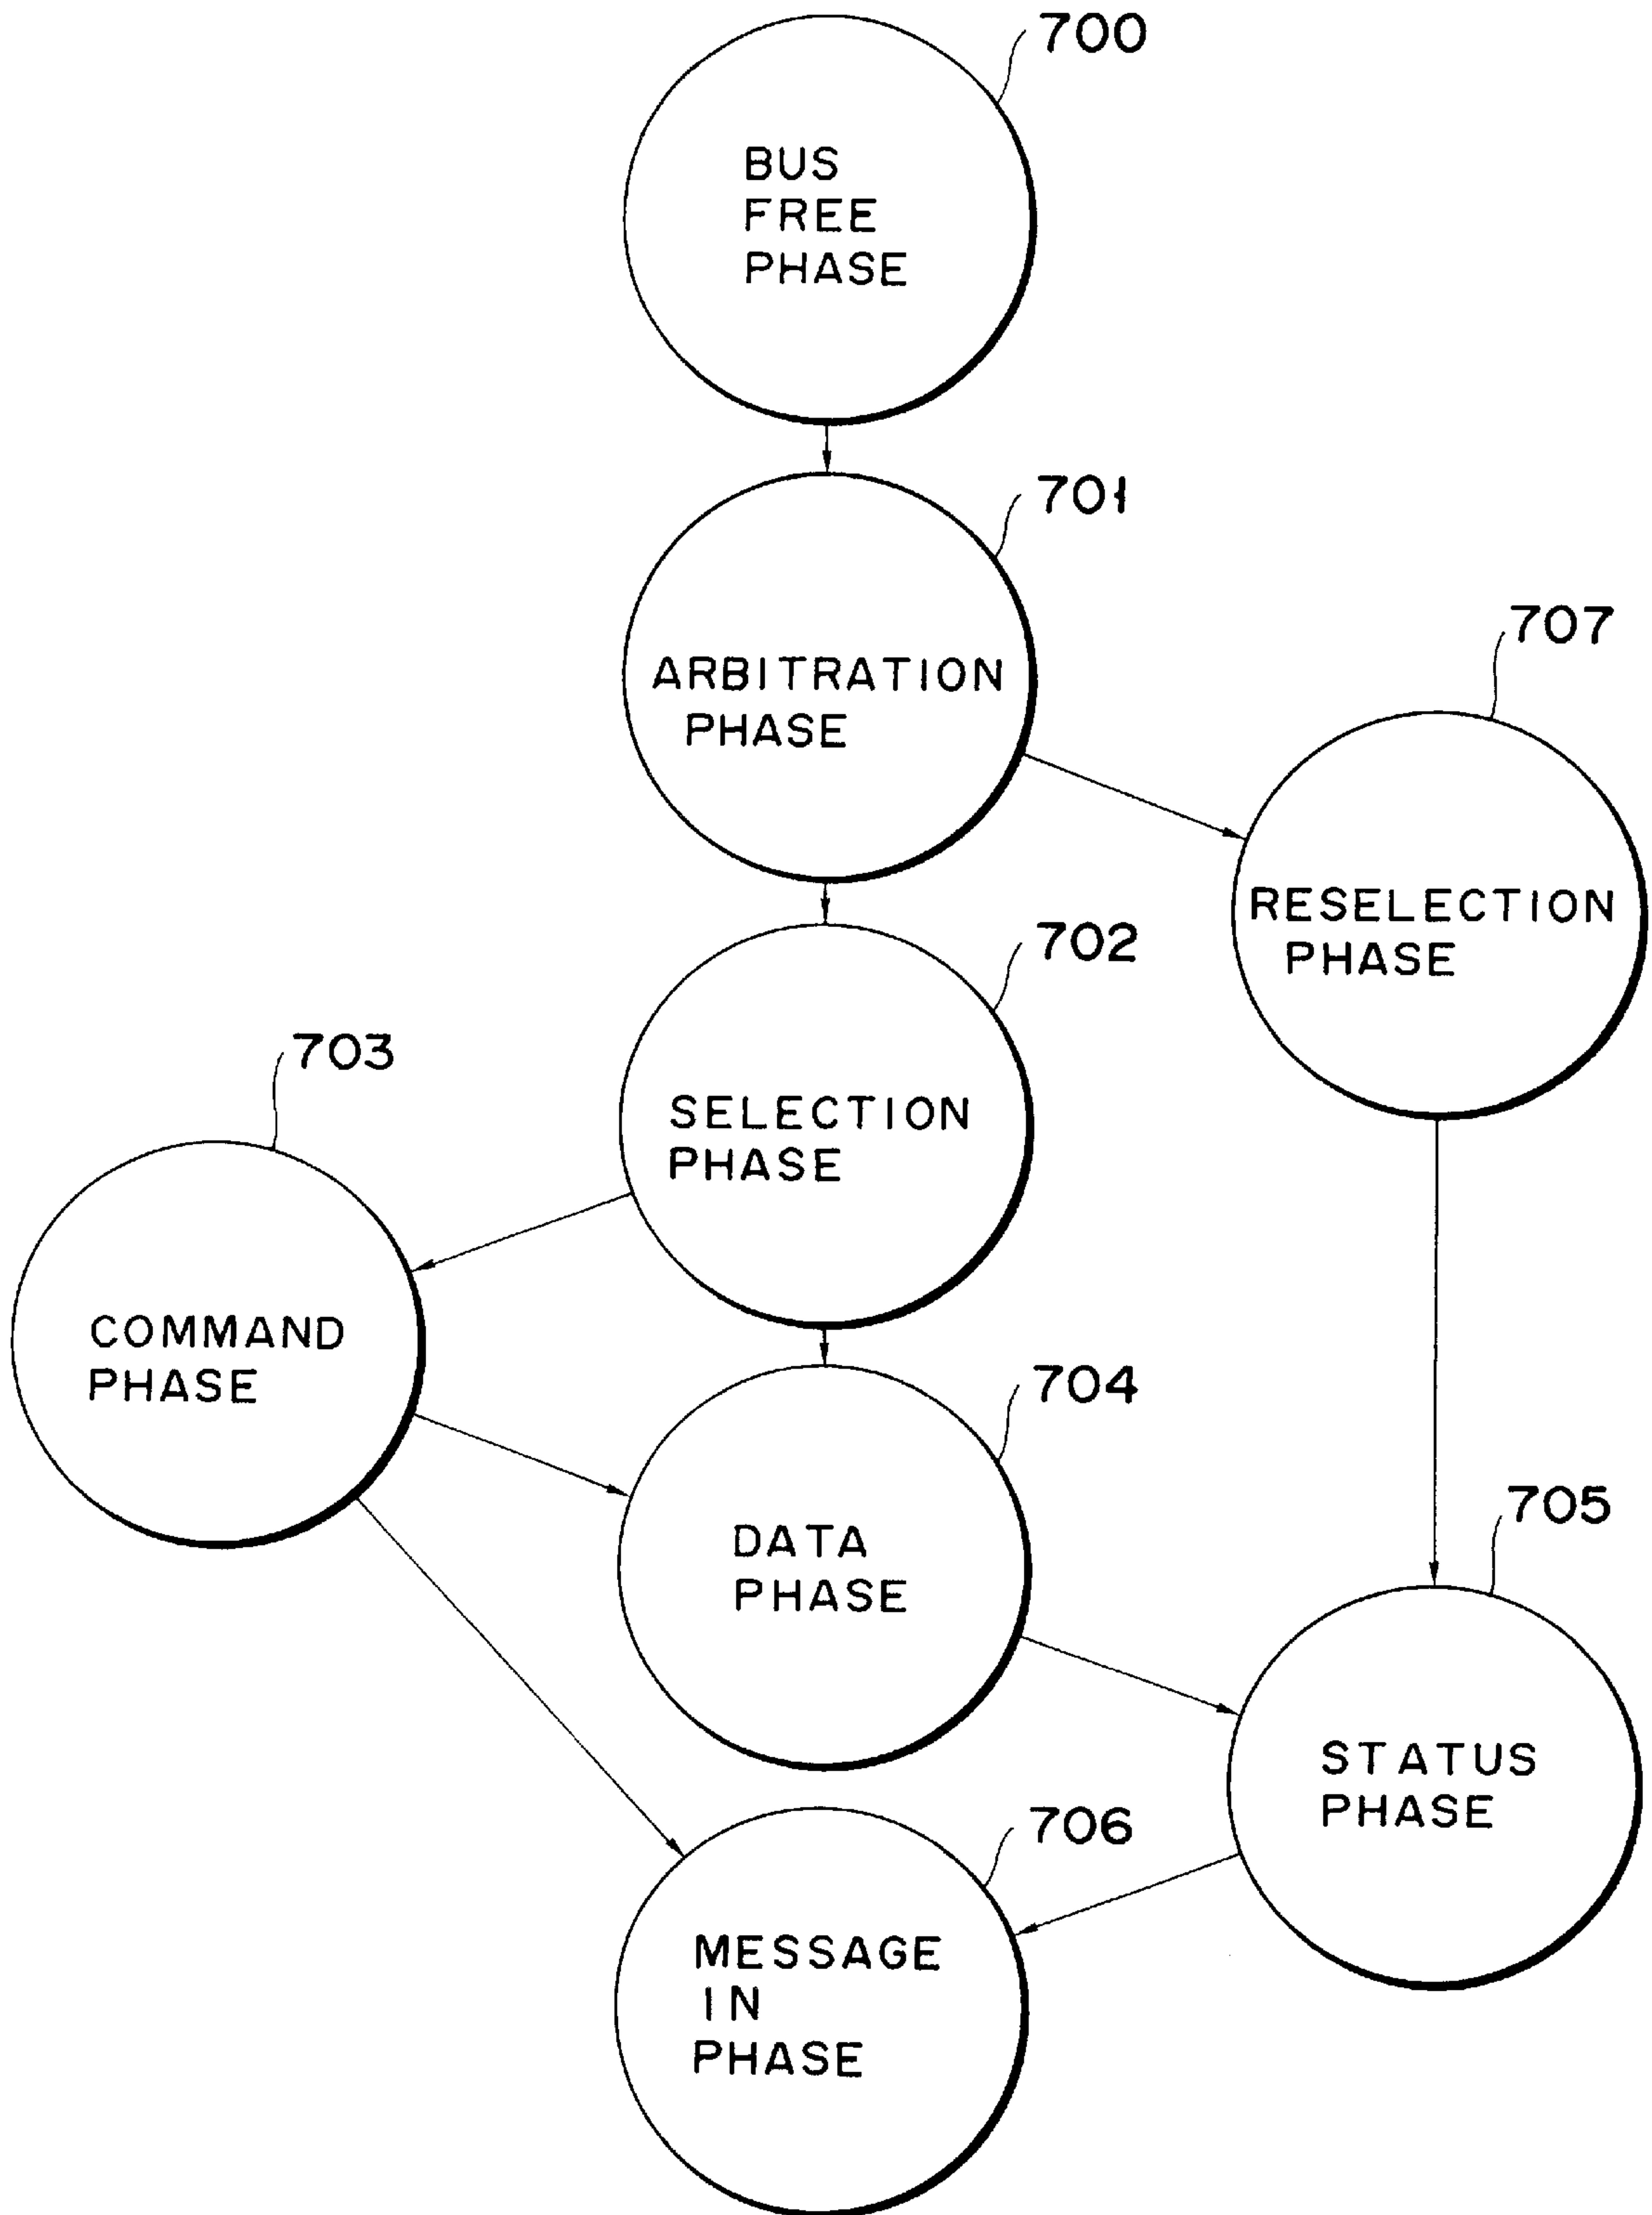 700
BUS
FREE
PHASE
701
ARBITRATION
PHASE
707
RESELECTION
PHASE
702
SELECTION
PHASE
703
COMMAND
PHASE
704
DATA
PHASE
705
STATUS
PHASE
706
MESSAGE
IN
PHASE